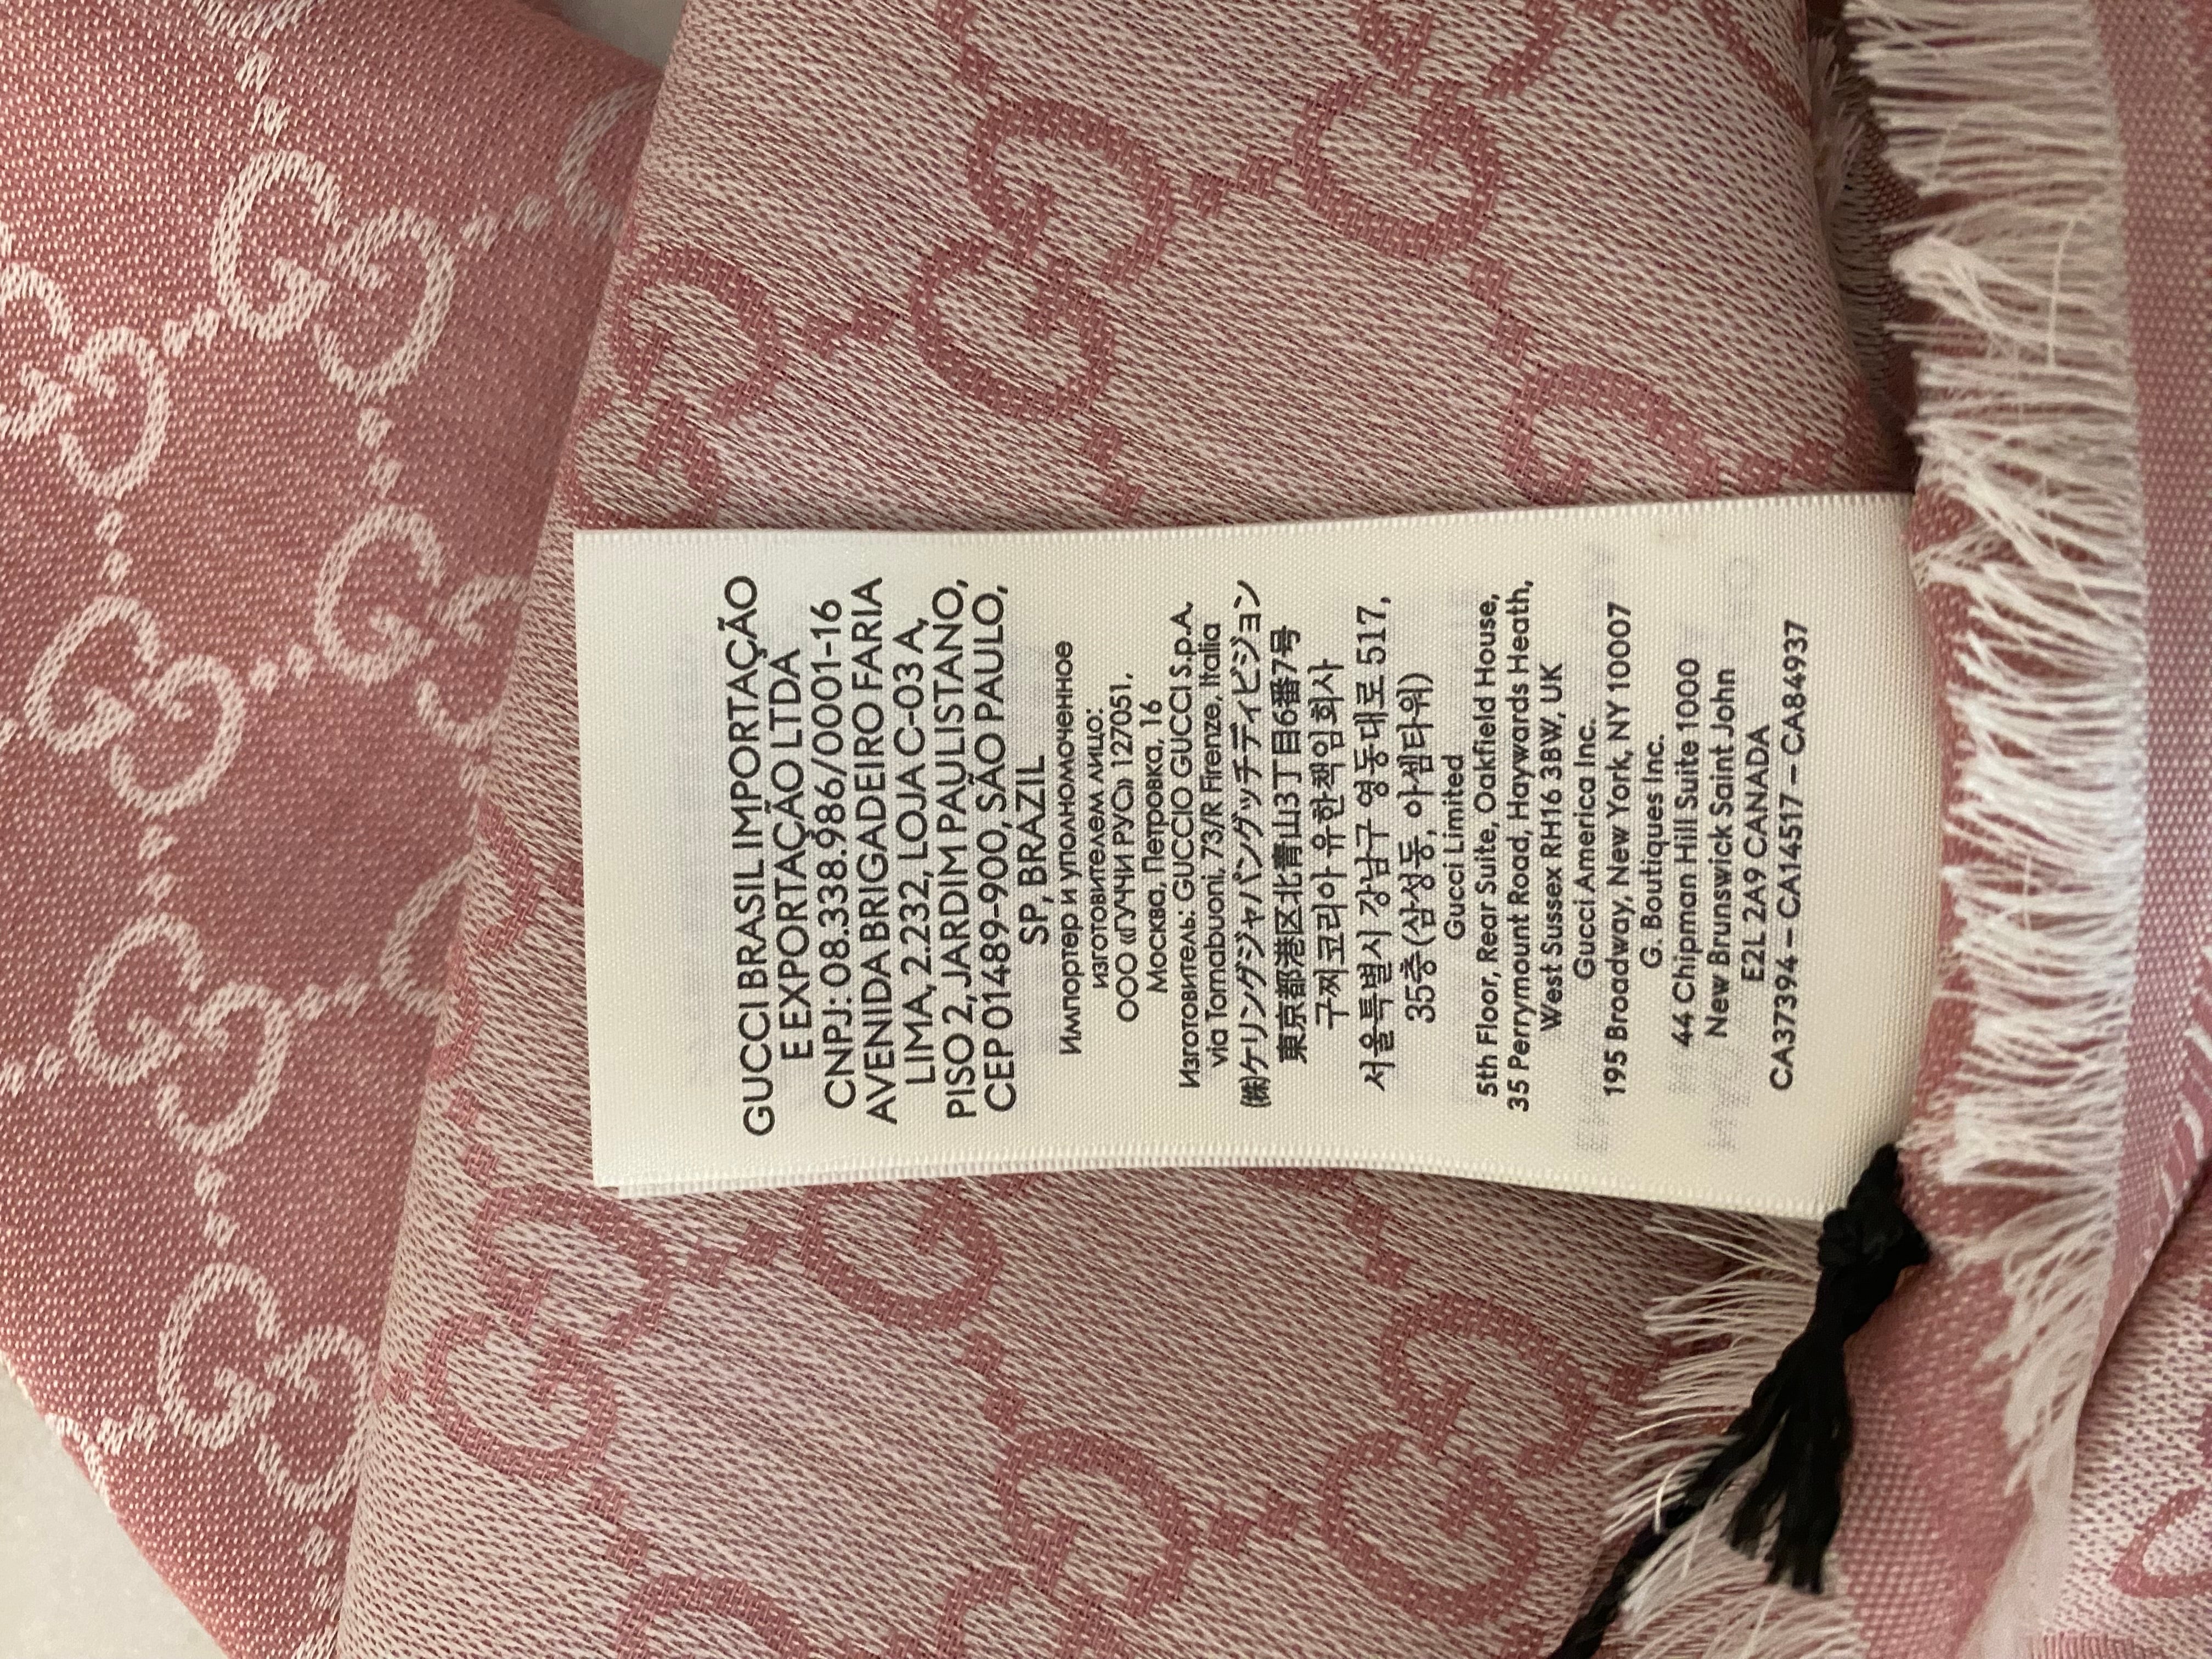 GUCCI BRASIL IMPORTAÇÃO
E EXPORTAÇÃO LTDA
CNPJ: 08.338.986/0001-16
AVENIDA BRIGADEIRO FARIA
LIMA, 2.232, LOJA C-03 A,
PISO 2, JARDIM PAULISTANO,
CEP 01489-900, SÃO PAULO,
SP, BRAZIL
Импортер и уполномоченное
изготовителем лицо:
ООО «ГУЧЧИ РУС» 127051,
Москва, Петровка, 16
Изготовитель: GUCCIO GUCCI S.p.A,
via Tornabuoni, 73/R Firenze, Italia
㈱ケリングジャパングッチディビジョン
東京都港区北青山3丁目6番7号
구찌코리아 유한책임회사
서울특별시 강남구 영동대로 517,
35층 (삼성동, 아셈타워)
Gucci Limited
5th Floor, Rear Suite, Oakfield House,
35 Perrymount Road, Haywards Heath,
West Sussex RH16 3BW, UK
Gucci America Inc.
195 Broadway, New York, NY 10007
G. Boutiques Inc.
44 Chipman Hill Suite 1000
New Brunswick Saint John
E2L 2A9 CANADA
CA37394 – CA14517 – CA84937